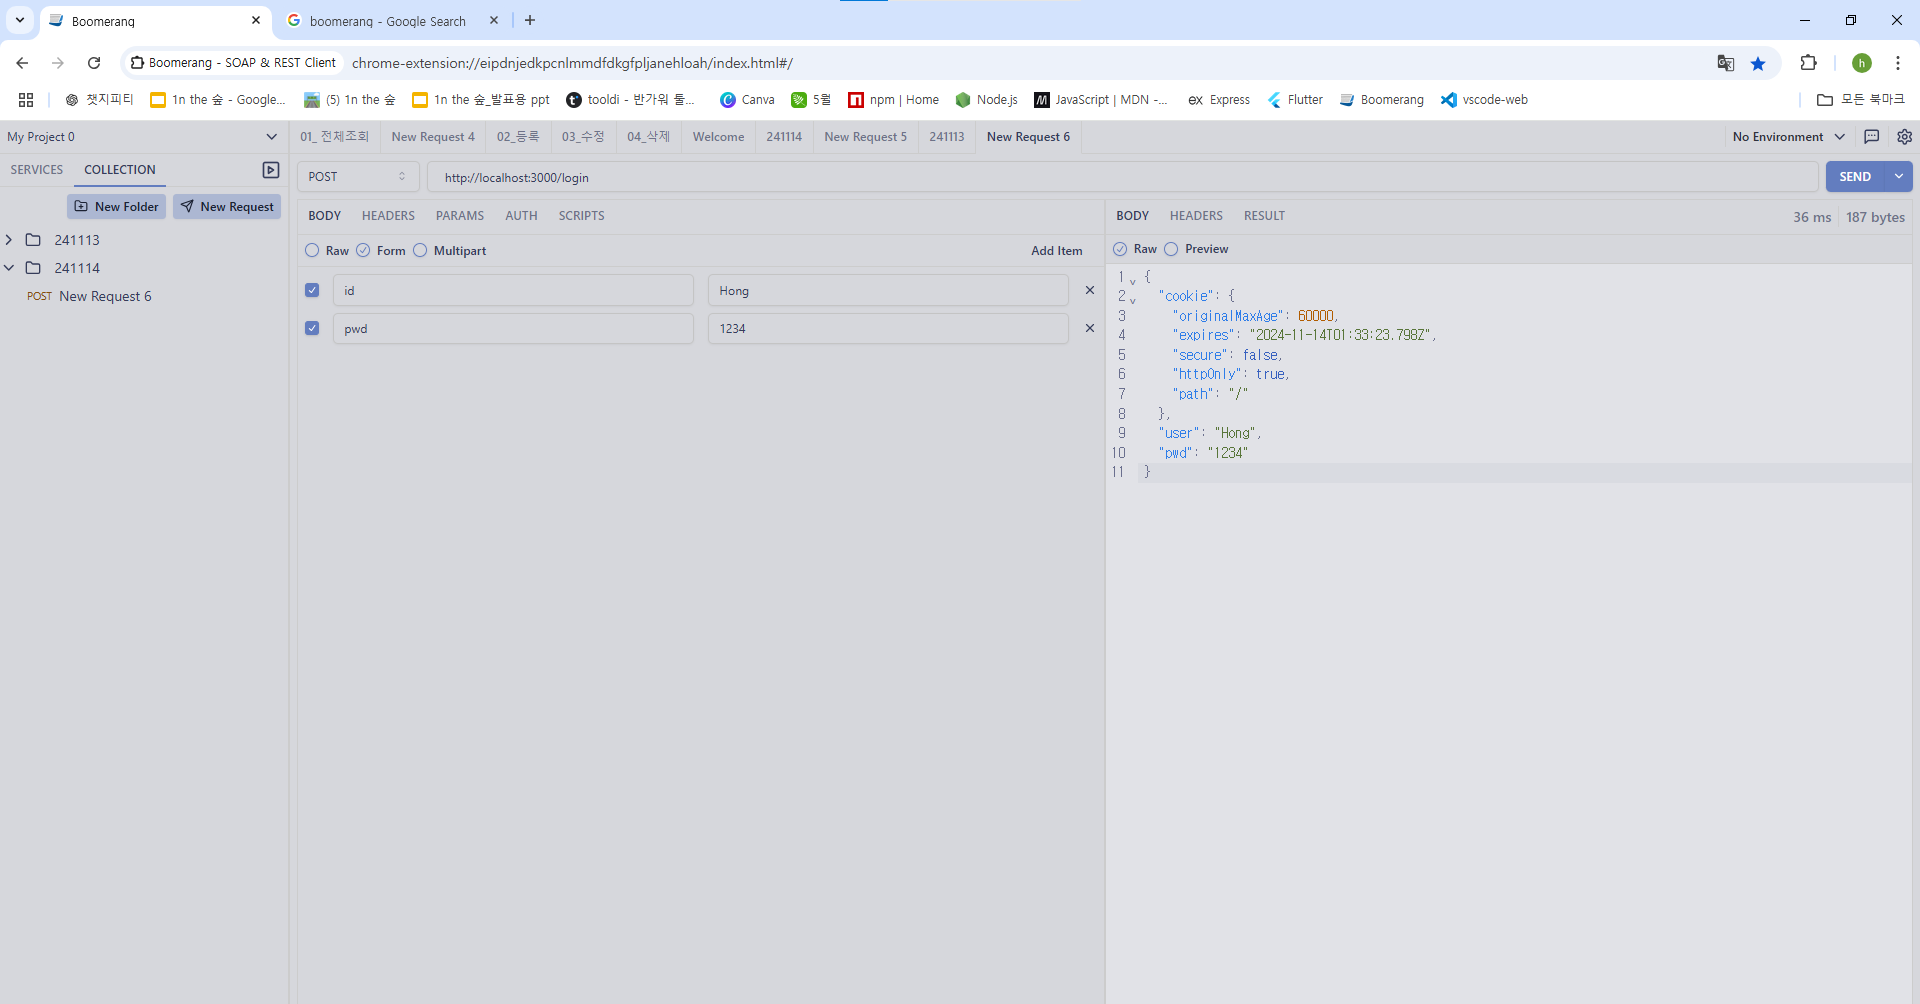 Boomerang
boomerang - Google Search
Boomerang - SOAP & REST Client
chrome-extension://eipdnjedkpcnlmmdfdkgfpljanehloah/index.html#/
h
챗지피티
1n the 숲 - Google...
(5) 1n the 숲
1n the 숲_발표용 ppt
tooldi - 반가워 툴...
Canva
5월
npm | Home
Node.js
JavaScript | MDN -...
ex Express
Flutter
Boomerang
vscode-web
모든 북마크
My Project 0
01_ 전체조회
New Request 4
02_등록
03_수정
04_삭제
Welcome
241114
New Request 5
241113
New Request 6
No Environment
SERVICES
COLLECTION
POST
http://localhost:3000/login
SEND
New Folder
New Request
BODY
HEADERS
PARAMS
AUTH
SCRIPTS
BODY
HEADERS
RESULT
36 ms
187 bytes
241113
241114
POST New Request 6
Raw
Form
Multipart
Add Item
Raw
Preview
id
Hong
pwd
1234
1 {
2 "cookie": {
3 "originalMaxAge": 60000,
4 "expires": "2024-11-14T01:33:23.798Z",
5 "secure": false,
6 "httpOnly": true,
7 "path": "/"
8 },
9 "user": "Hong",
10 "pwd": "1234"
11 }